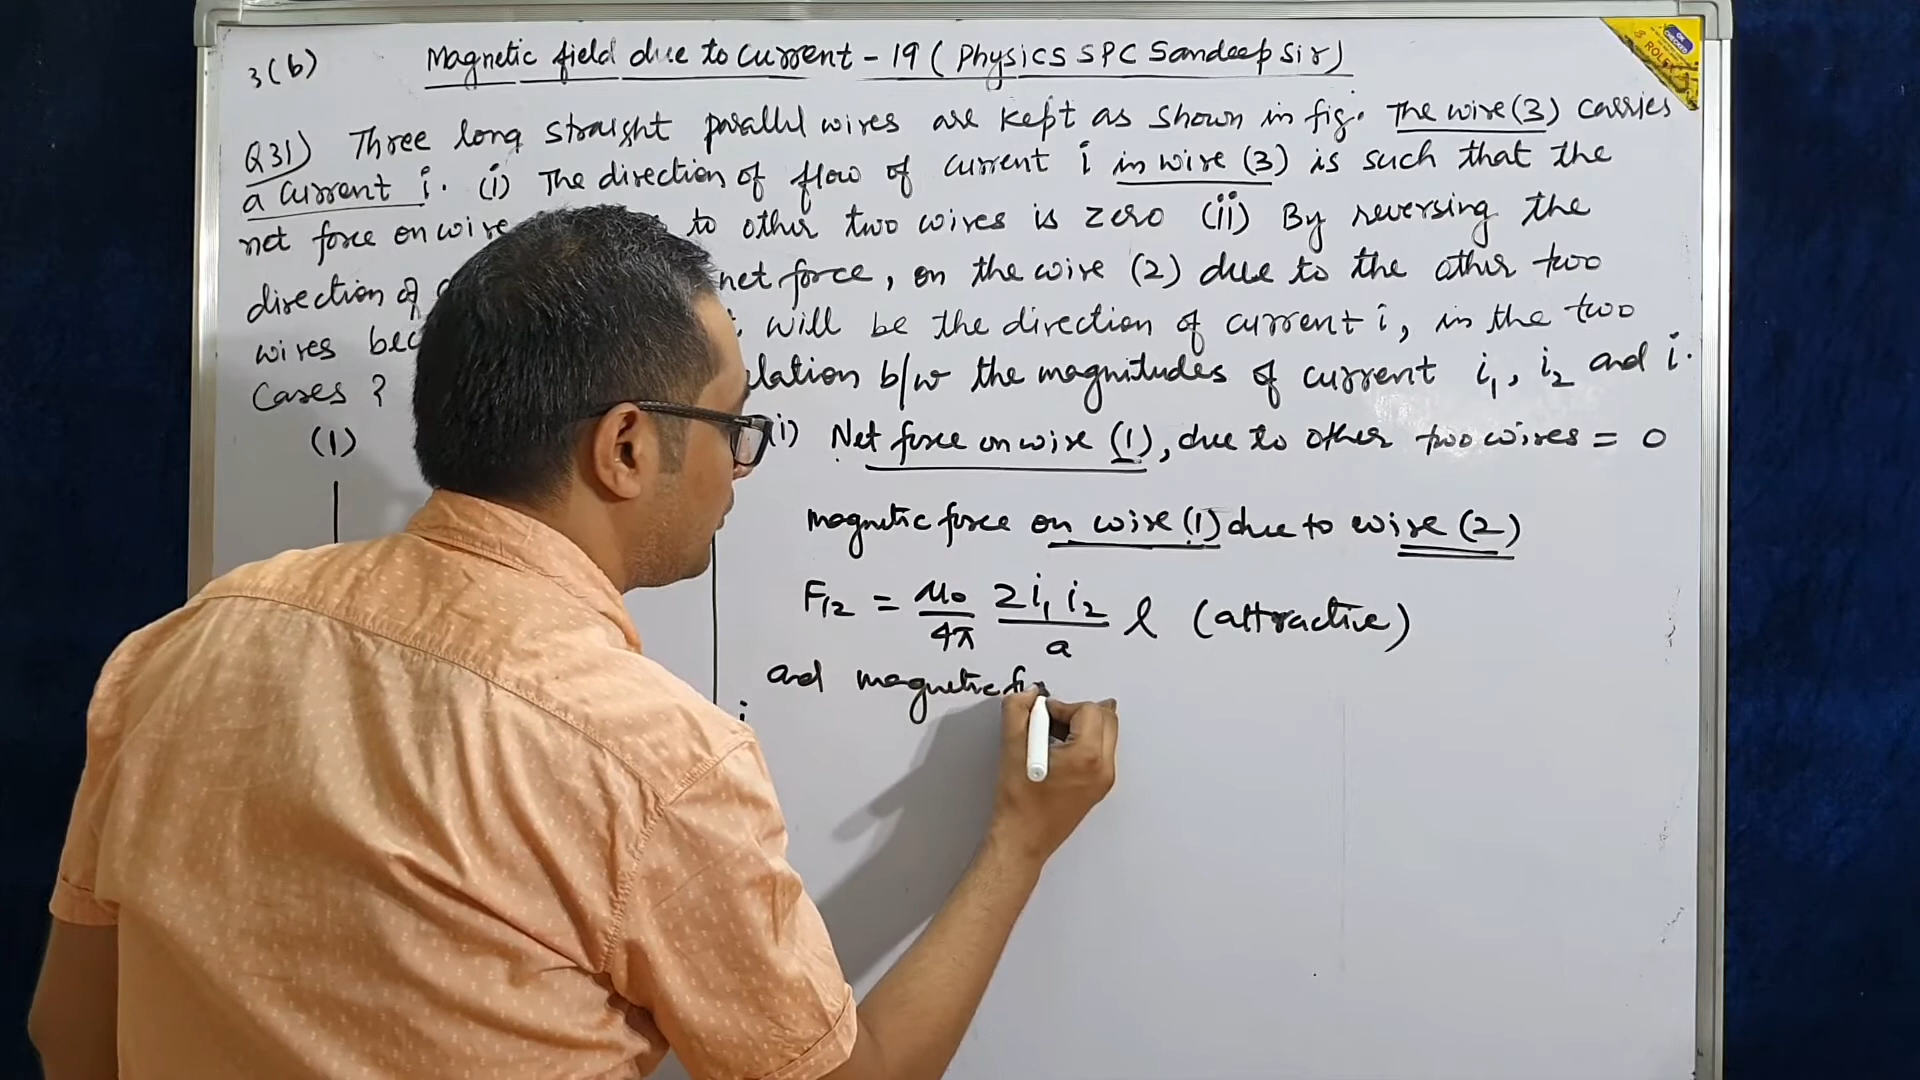 3(b) Magnetic field due to current - 19 (Physics SPC Sandeep Sir)
Q31) Three long straight parallel wires are kept as shown in fig. The wire (3) carries
a current i. (i) The direction of flow of current i in wire (3) is such that the
net force on wire to other two wires is zero (ii) By reversing the
direction of net force, on the wire (2) due to the other two
wires bec will be the direction of current i, in the two
Cases ? lation b/w the magnitudes of current i₁, i₂ and i.
(1) (i) Net force on wire (1), due to other two wires = 0
magnetic force on wire (1) due to wire (2)
F₁₂ = μ₀/4π 2i₁i₂/a l (attractive)
and magnetic
i
ROL